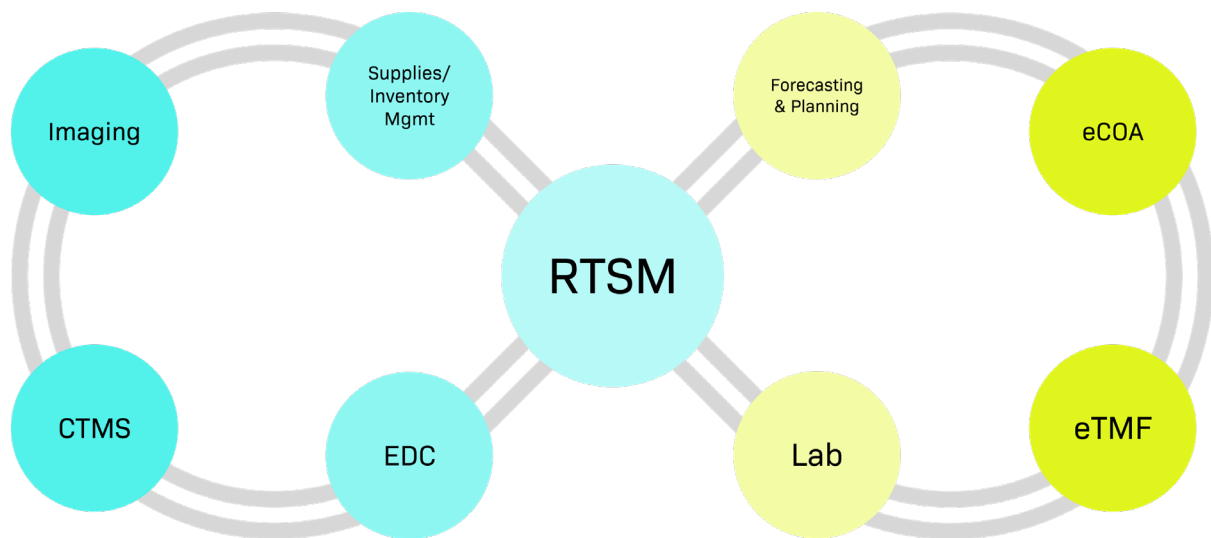 Imaging
Supplies/
Inventory
Mgmt
Forecasting
& Planning
eCOA
RTSM
CTMS
EDC
Lab
eTMF